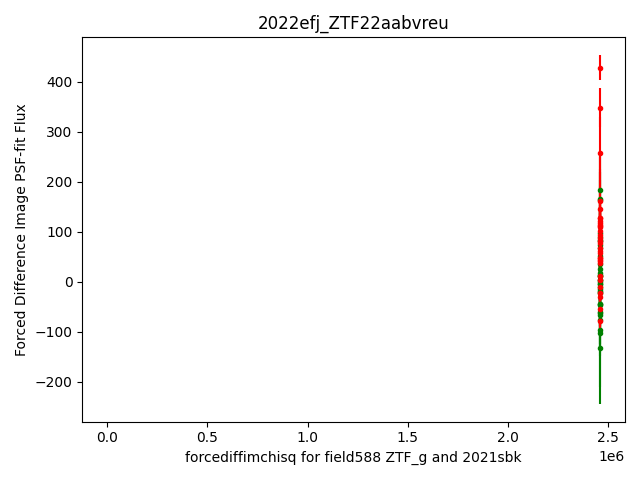 2022efj_ZTF22aabvreu
Forced Difference Image PSF-fit Flux
400
300
200
100
0
−100
−200
0.0 0.5 1.0 1.5 2.0 2.5
1e6
forcediffimchisq for field588 ZTF_g and 2021sbk